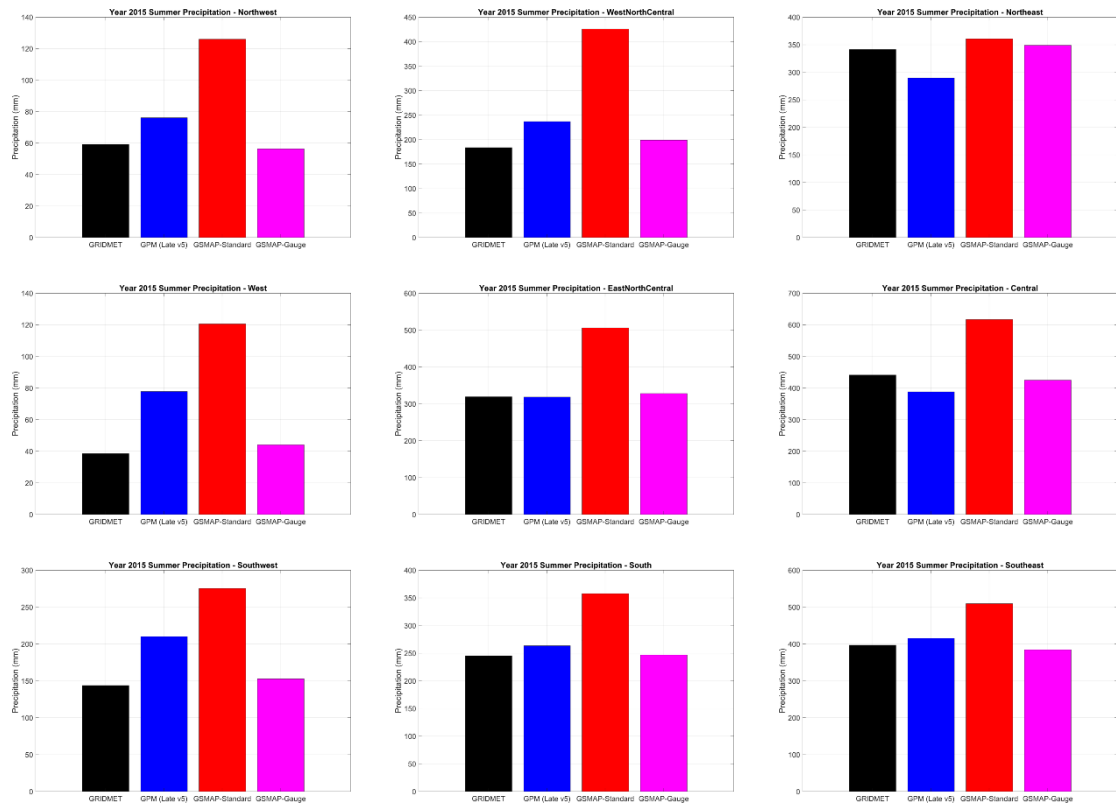 Year 2015 Summer Precipitation - Northwest
Precipitation (mm)
140
120
100
80
60
40
20
0
GRIDMET GPM (Late v5) GSMAP-Standard GSMAP-Gauge
Year 2015 Summer Precipitation - WestNorthCentral
Precipitation (mm)
450
400
350
300
250
200
150
100
50
0
GRIDMET GPM (Late v5) GSMAP-Standard GSMAP-Gauge
Year 2015 Summer Precipitation - Northeast
Precipitation (mm)
400
350
300
250
200
150
100
50
0
GRIDMET GPM (Late v5) GSMAP-Standard GSMAP-Gauge
Year 2015 Summer Precipitation - West
Precipitation (mm)
140
120
100
80
60
40
20
0
GRIDMET GPM (Late v5) GSMAP-Standard GSMAP-Gauge
Year 2015 Summer Precipitation - EastNorthCentral
Precipitation (mm)
600
500
400
300
200
100
0
GRIDMET GPM (Late v5) GSMAP-Standard GSMAP-Gauge
Year 2015 Summer Precipitation - Central
Precipitation (mm)
700
600
500
400
300
200
100
0
GRIDMET GPM (Late v5) GSMAP-Standard GSMAP-Gauge
Year 2015 Summer Precipitation - Southwest
Precipitation (mm)
300
250
200
150
100
50
0
GRIDMET GPM (Late v5) GSMAP-Standard GSMAP-Gauge
Year 2015 Summer Precipitation - South
Precipitation (mm)
400
350
300
250
200
150
100
50
0
GRIDMET GPM (Late v5) GSMAP-Standard GSMAP-Gauge
Year 2015 Summer Precipitation - Southeast
Precipitation (mm)
600
500
400
300
200
100
0
GRIDMET GPM (Late v5) GSMAP-Standard GSMAP-Gauge